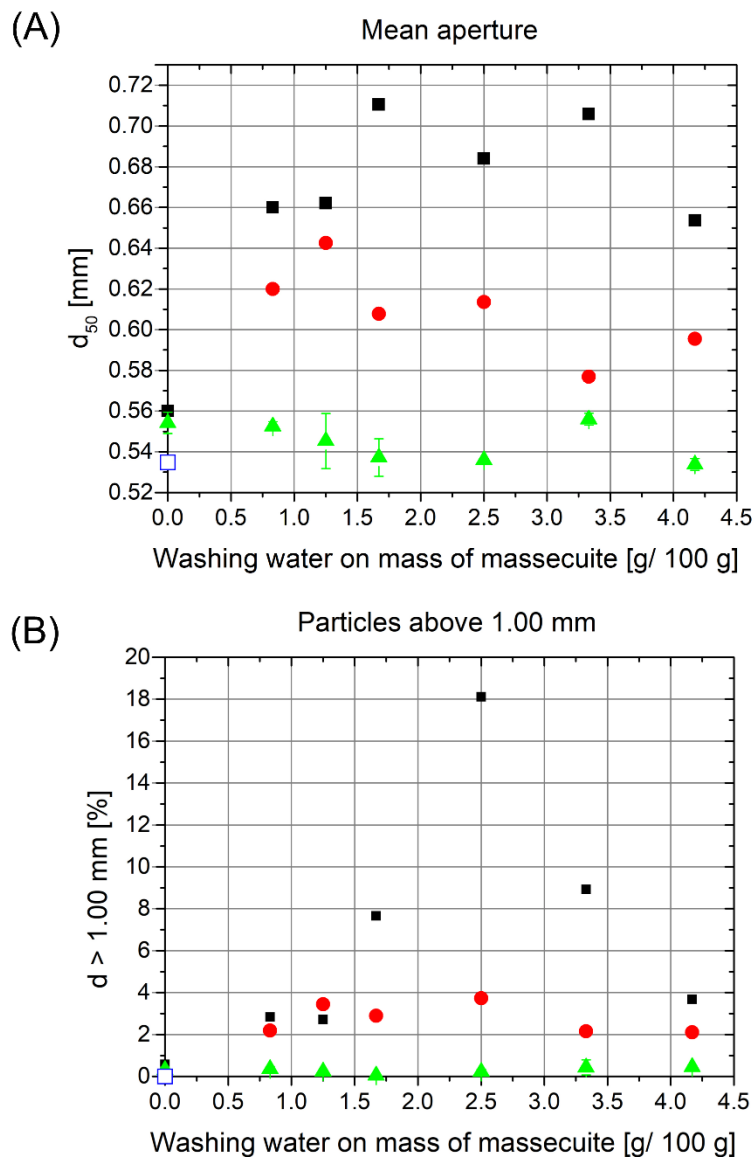 (A)
Mean aperture
0.72
0.70
0.68
0.66
0.64
0.62
0.60
0.58
0.56
0.54
0.52
d50 [mm]
0.0 0.5 1.0 1.5 2.0 2.5 3.0 3.5 4.0 4.5
Washing water on mass of massecuite [g/ 100 g]
(B)
Particles above 1.00 mm
20
18
16
14
12
10
8
6
4
2
0
d > 1.00 mm [%]
0.0 0.5 1.0 1.5 2.0 2.5 3.0 3.5 4.0 4.5
Washing water on mass of massecuite [g/ 100 g]